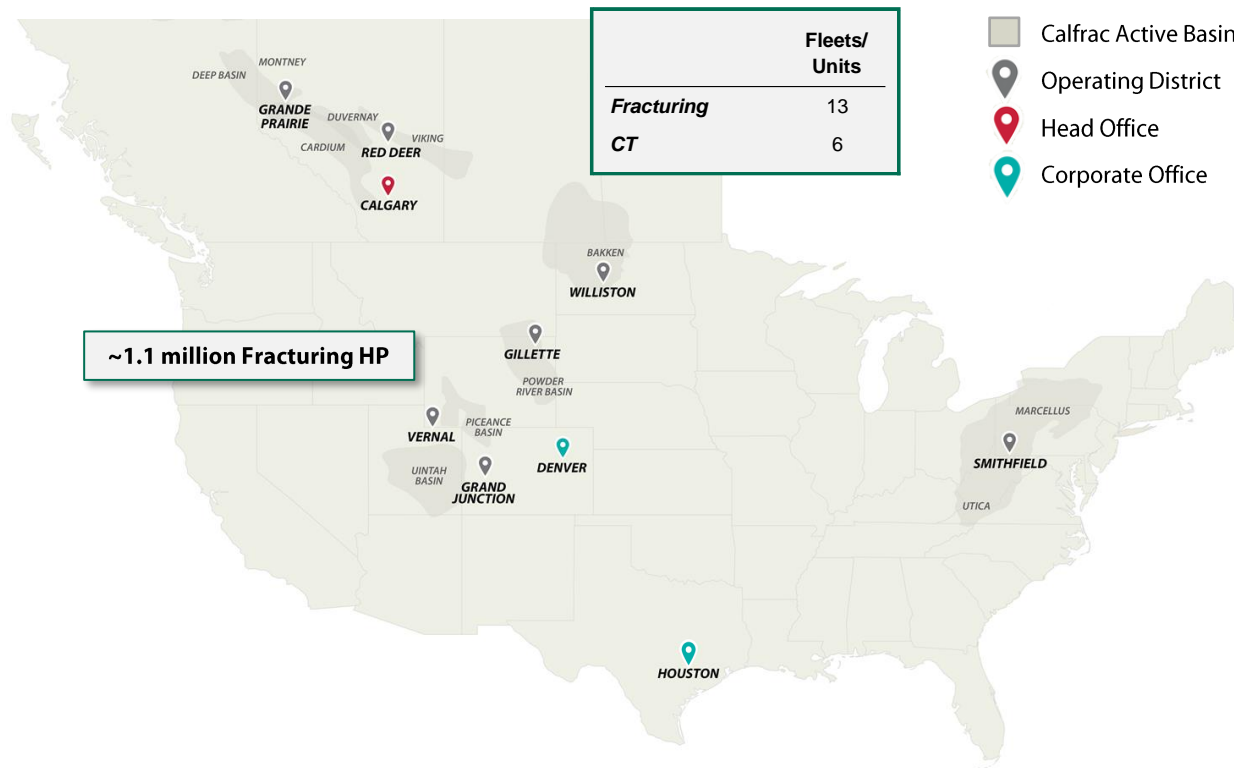 Fleets/
Units
Fracturing 13
CT 6
Calfrac Active Basin
Operating District
Head Office
Corporate Office
MONTNEY
DEEP BASIN
GRANDE
PRAIRIE
DUVERNAY
CARDIUM
VIKING
RED DEER
CALGARY
BAKKEN
WILLISTON
~1.1 million Fracturing HP
GILLETTE
POWDER
RIVER BASIN
PICEANCE
BASIN
VERNAL
UINTAH
BASIN
GRAND
JUNCTION
DENVER
MARCELLUS
SMITHFIELD
UTICA
HOUSTON